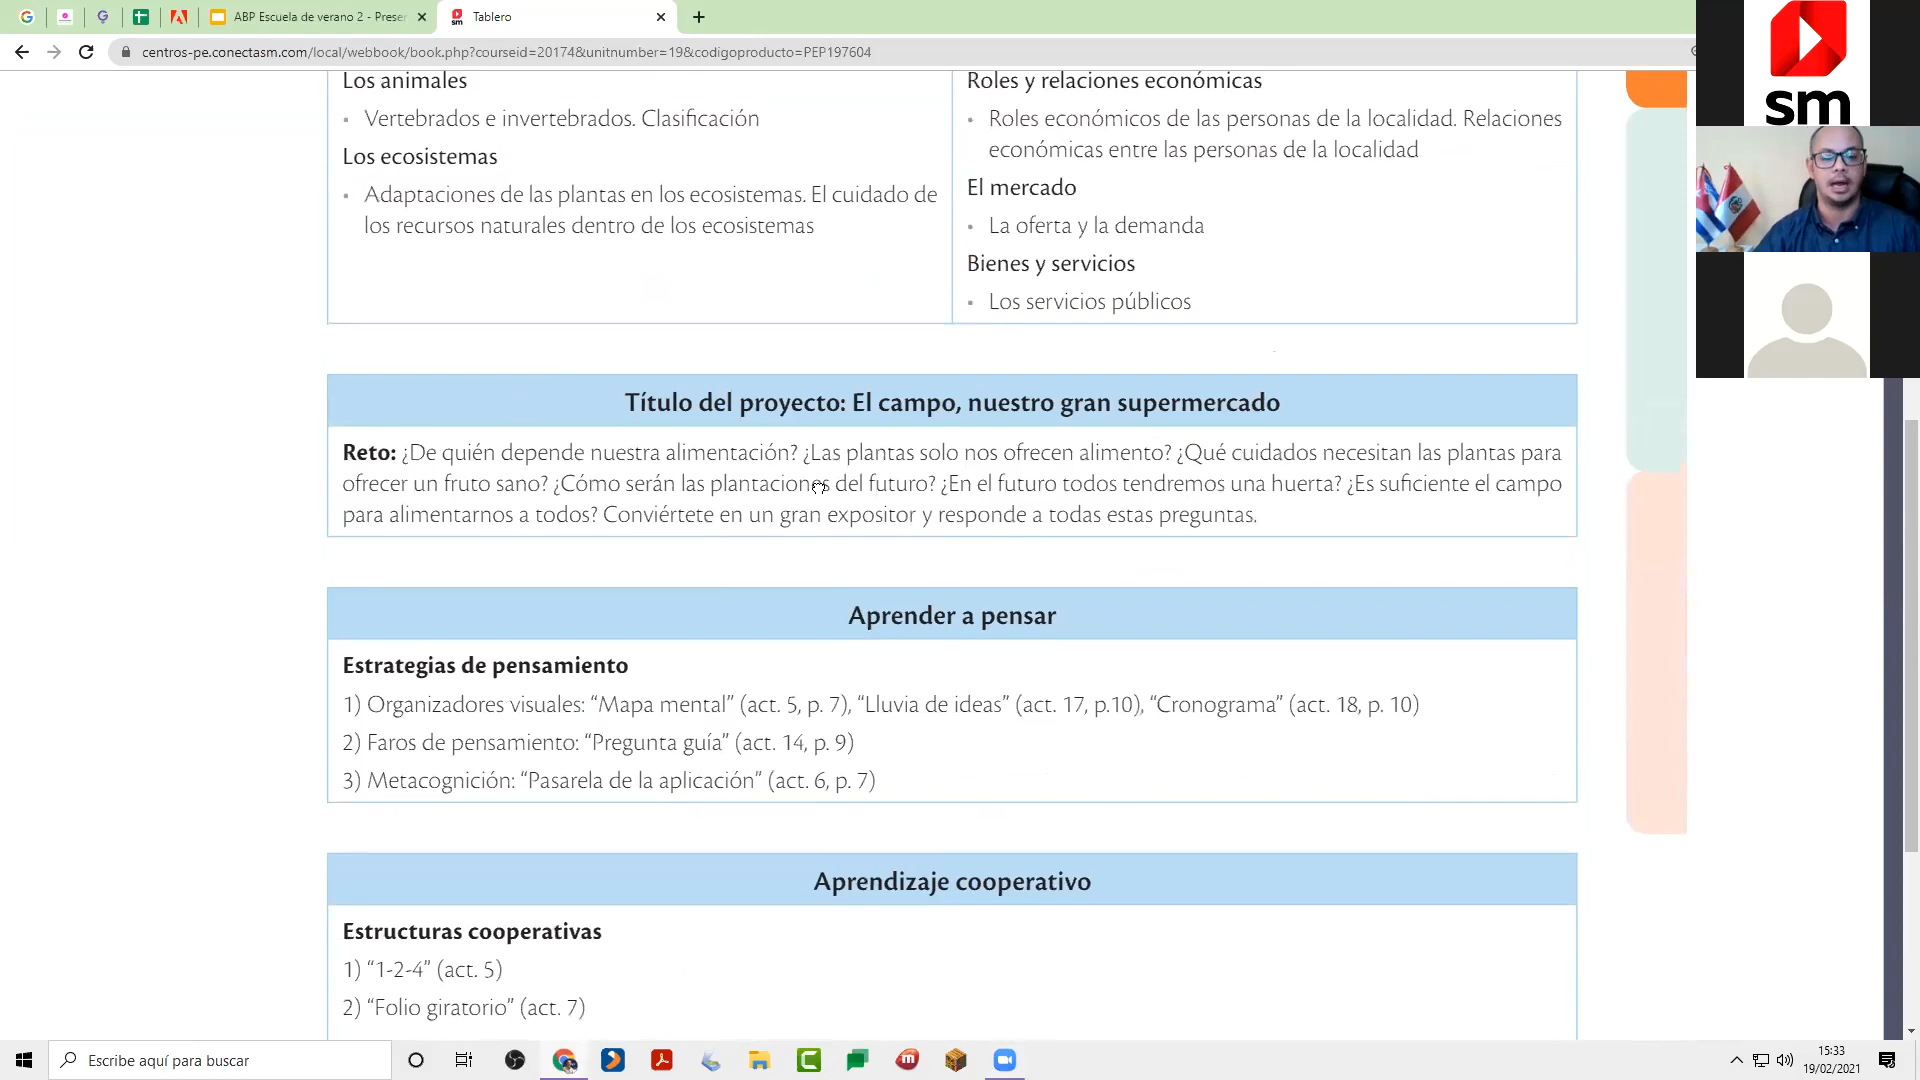 ABP Escuela de verano 2 - Prese
Tablero
centros-pe.conectasm.com/local/webbook/book.php?courseid=20174&unitnumber=19&codigoproducto=PEP197604
sm
Los animales
• Vertebrados e invertebrados. Clasificación
Los ecosistemas
• Adaptaciones de las plantas en los ecosistemas. El cuidado de
los recursos naturales dentro de los ecosistemas
Roles y relaciones económicas
• Roles económicos de las personas de la localidad. Relaciones
económicas entre las personas de la localidad
El mercado
• La oferta y la demanda
Bienes y servicios
• Los servicios públicos
Título del proyecto: El campo, nuestro gran supermercado
Reto: ¿De quién depende nuestra alimentación? ¿Las plantas solo nos ofrecen alimento? ¿Qué cuidados necesitan las plantas para
ofrecer un fruto sano? ¿Cómo serán las plantaciones del futuro? ¿En el futuro todos tendremos una huerta? ¿Es suficiente el campo
para alimentarnos a todos? Conviértete en un gran expositor y responde a todas estas preguntas.
Aprender a pensar
Estrategias de pensamiento
1) Organizadores visuales: “Mapa mental” (act. 5, p. 7), “Lluvia de ideas” (act. 17, p.10), “Cronograma” (act. 18, p. 10)
2) Faros de pensamiento: “Pregunta guía” (act. 14, p. 9)
3) Metacognición: “Pasarela de la aplicación” (act. 6, p. 7)
Aprendizaje cooperativo
Estructuras cooperativas
1) “1-2-4” (act. 5)
2) “Folio giratorio” (act. 7)
Escribe aquí para buscar
15:33
19/02/2021